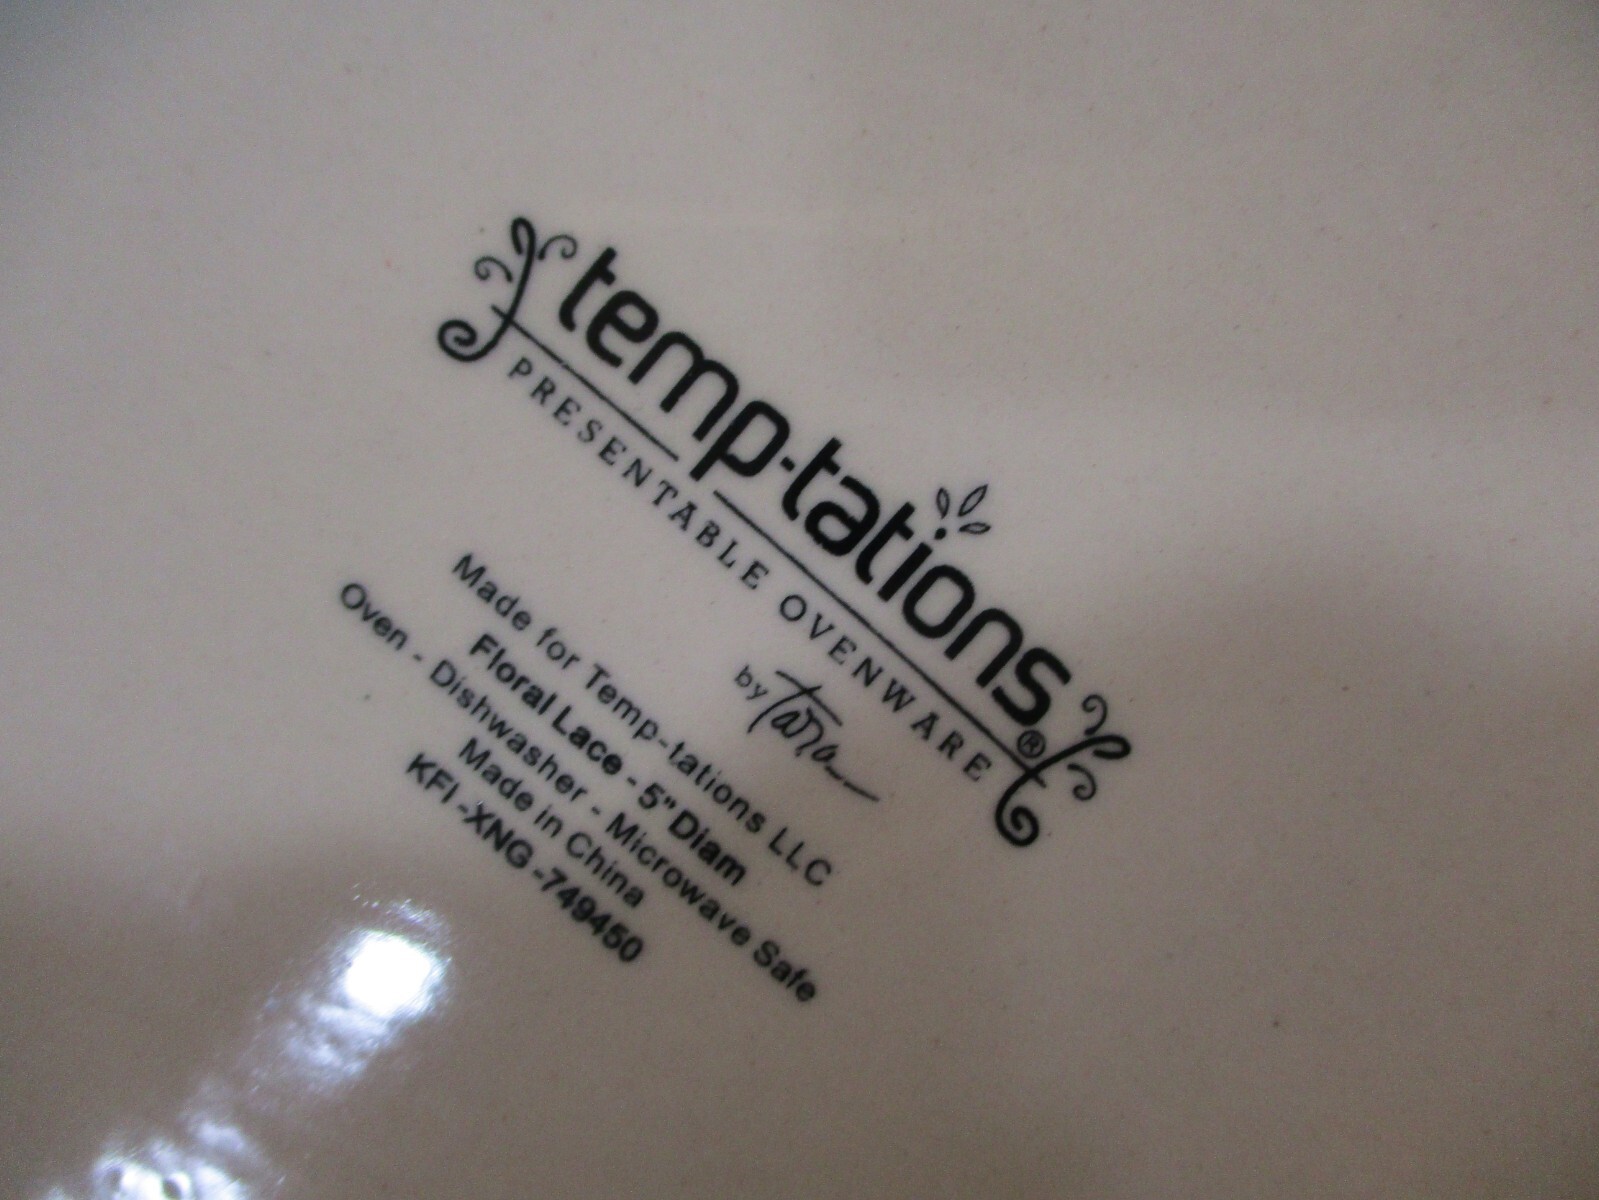 temp-tations®
PRESENTABLE OVENWARE
by Tara
Made for Temp-tations LLC
Floral Lace - 5" Diam
Oven - Dishwasher - Microwave Safe
Made in China
KFI -XNG -749450